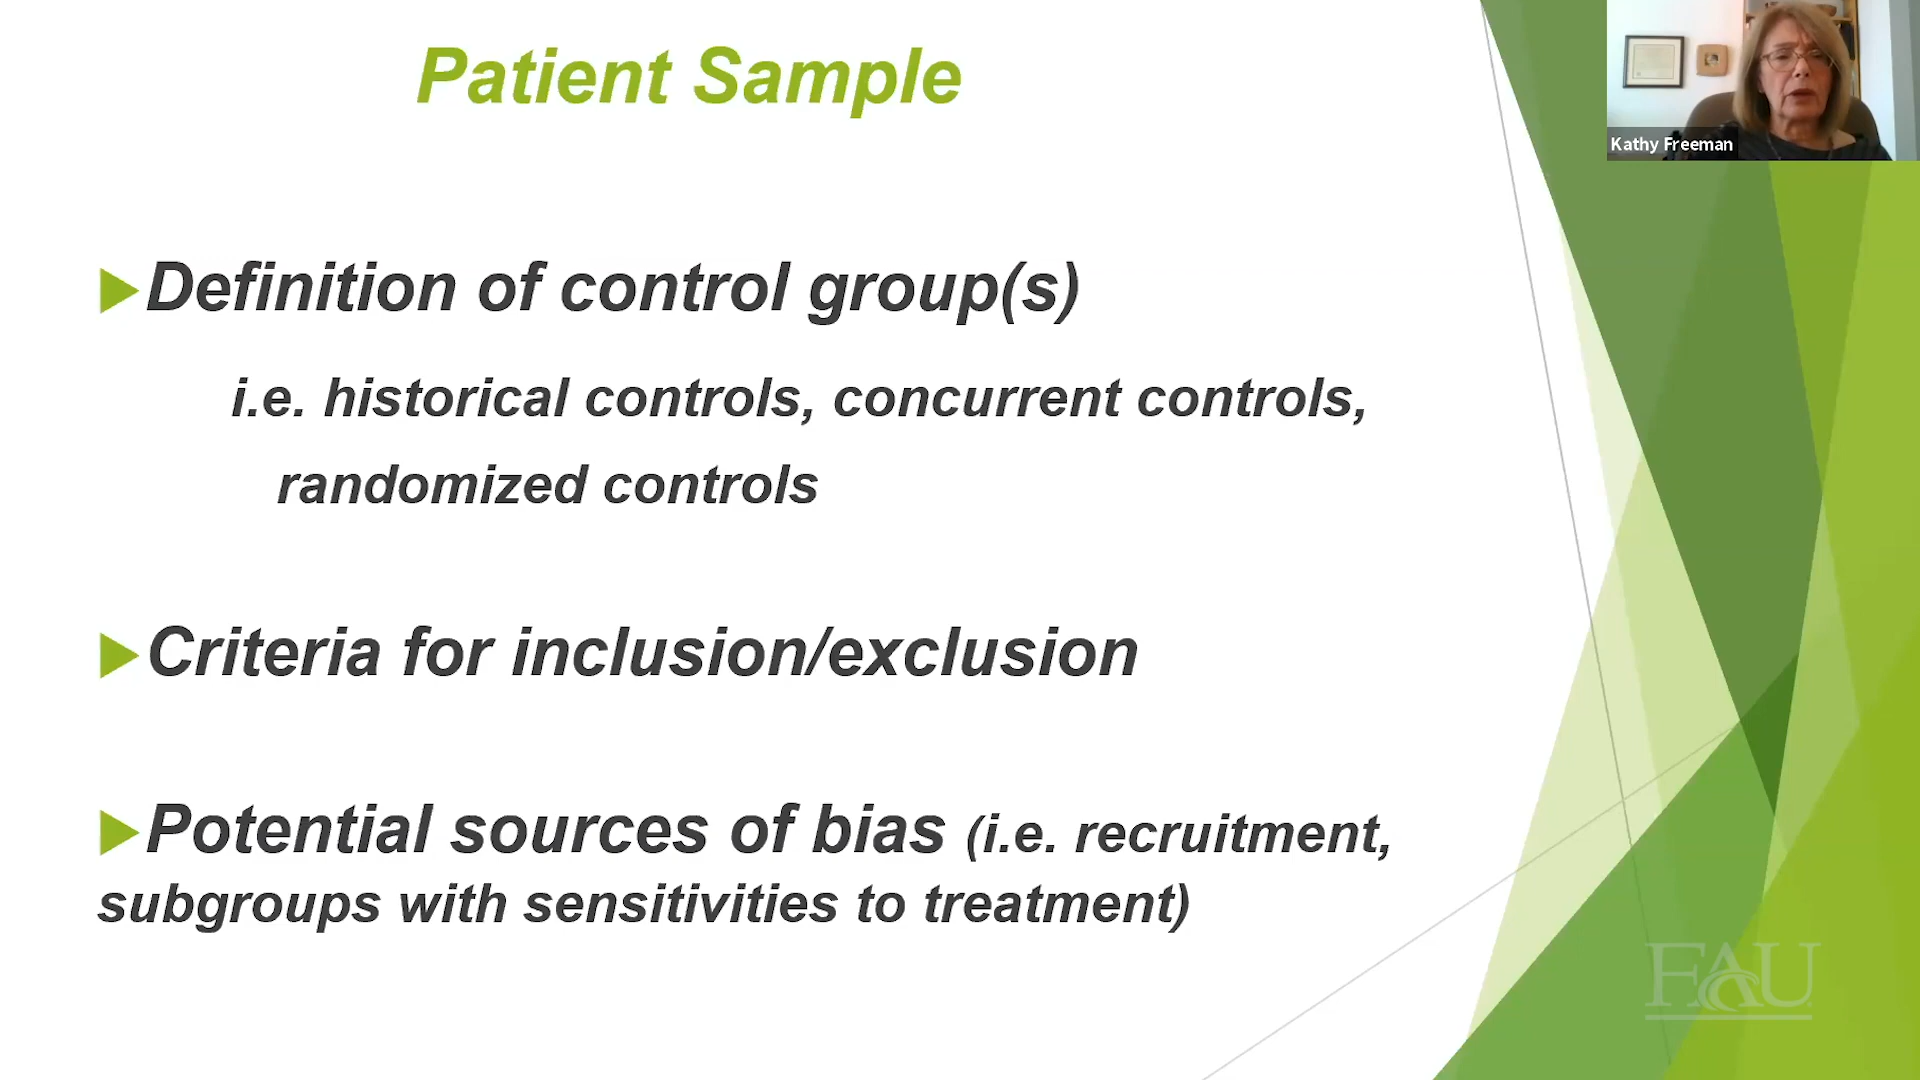 Patient Sample
Kathy Freeman
Definition of control group(s)
i.e. historical controls, concurrent controls,
randomized controls
Criteria for inclusion/exclusion
Potential sources of bias (i.e. recruitment,
subgroups with sensitivities to treatment)
FAU